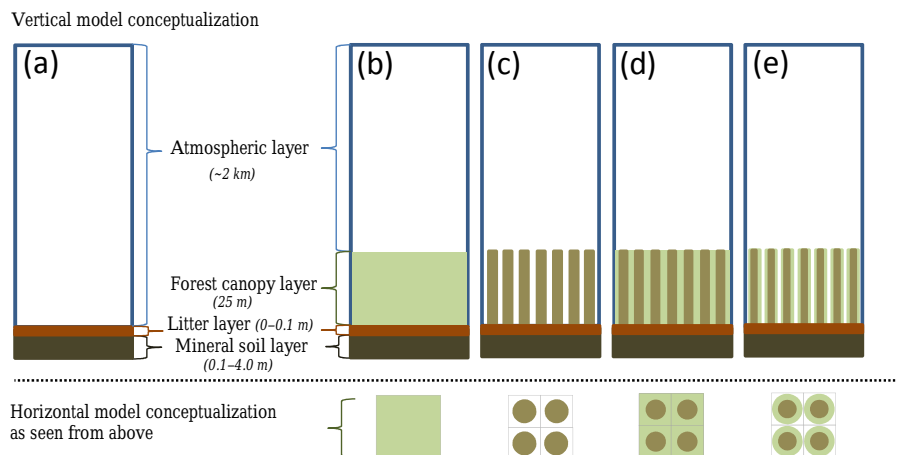 Vertical model conceptualization
(a)
(b)
(c)
(d)
(e)
Atmospheric layer
(~2 km)
Forest canopy layer
(25 m)
Litter layer (0–0.1 m)
Mineral soil layer
(0.1–4.0 m)
Horizontal model conceptualization
as seen from above